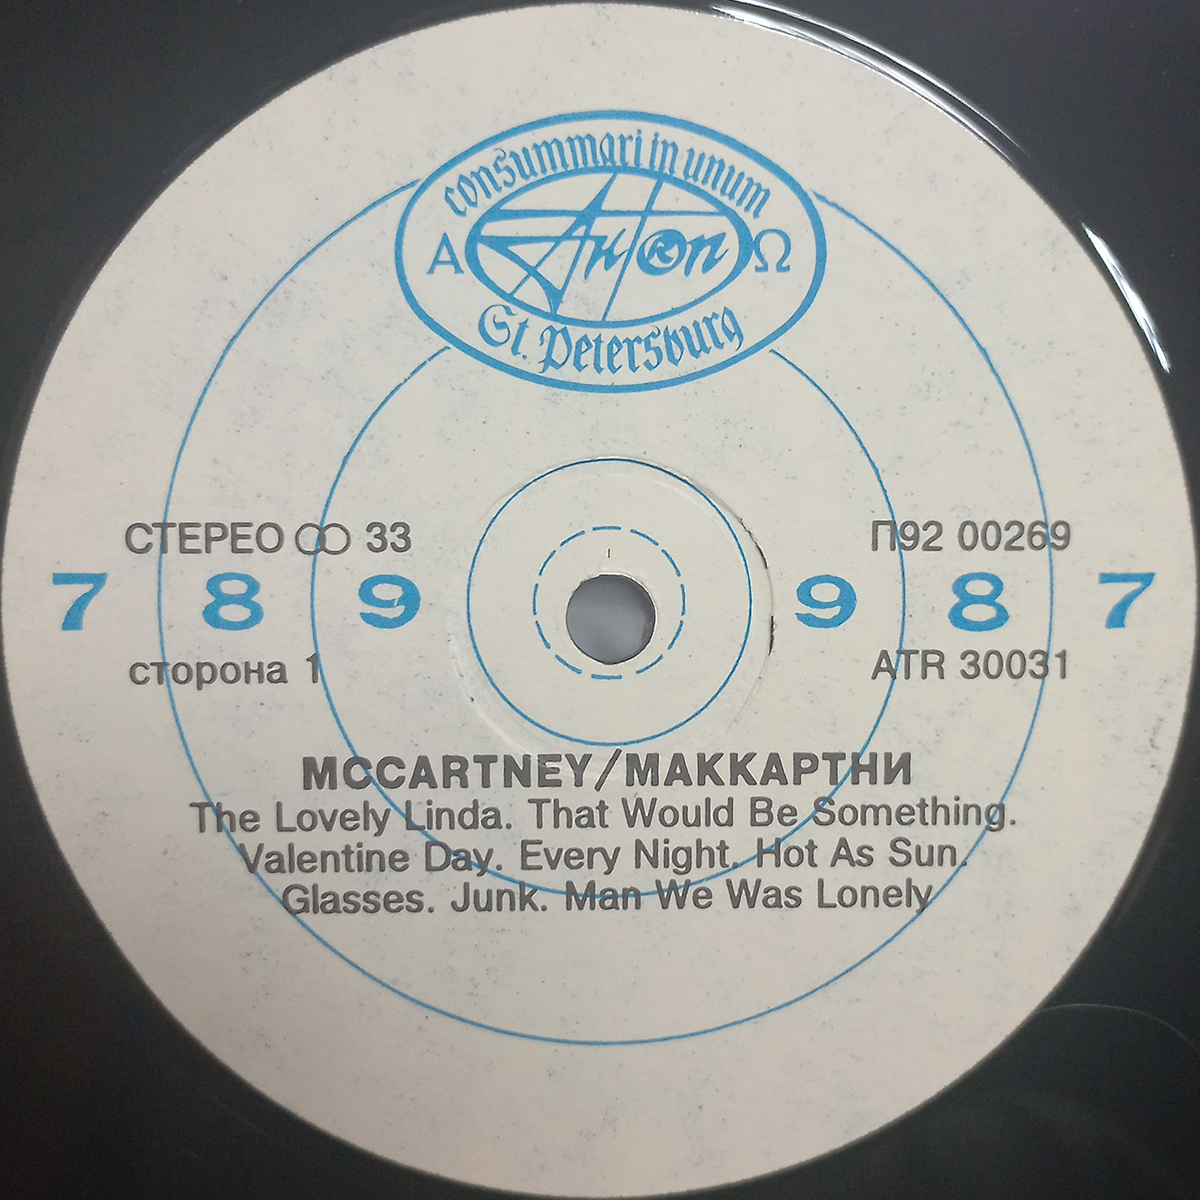 consummari in unum
Α AnTRon Ω
St. Petersburg
СТЕРЕО 33
П92 00269
7 8 9 9 8 7
сторона 1
ATR 30031
MCCARTNEY/МАККАРТНИ
The Lovely Linda. That Would Be Something.
Valentine Day. Every Night. Hot As Sun.
Glasses. Junk. Man We Was Lonely